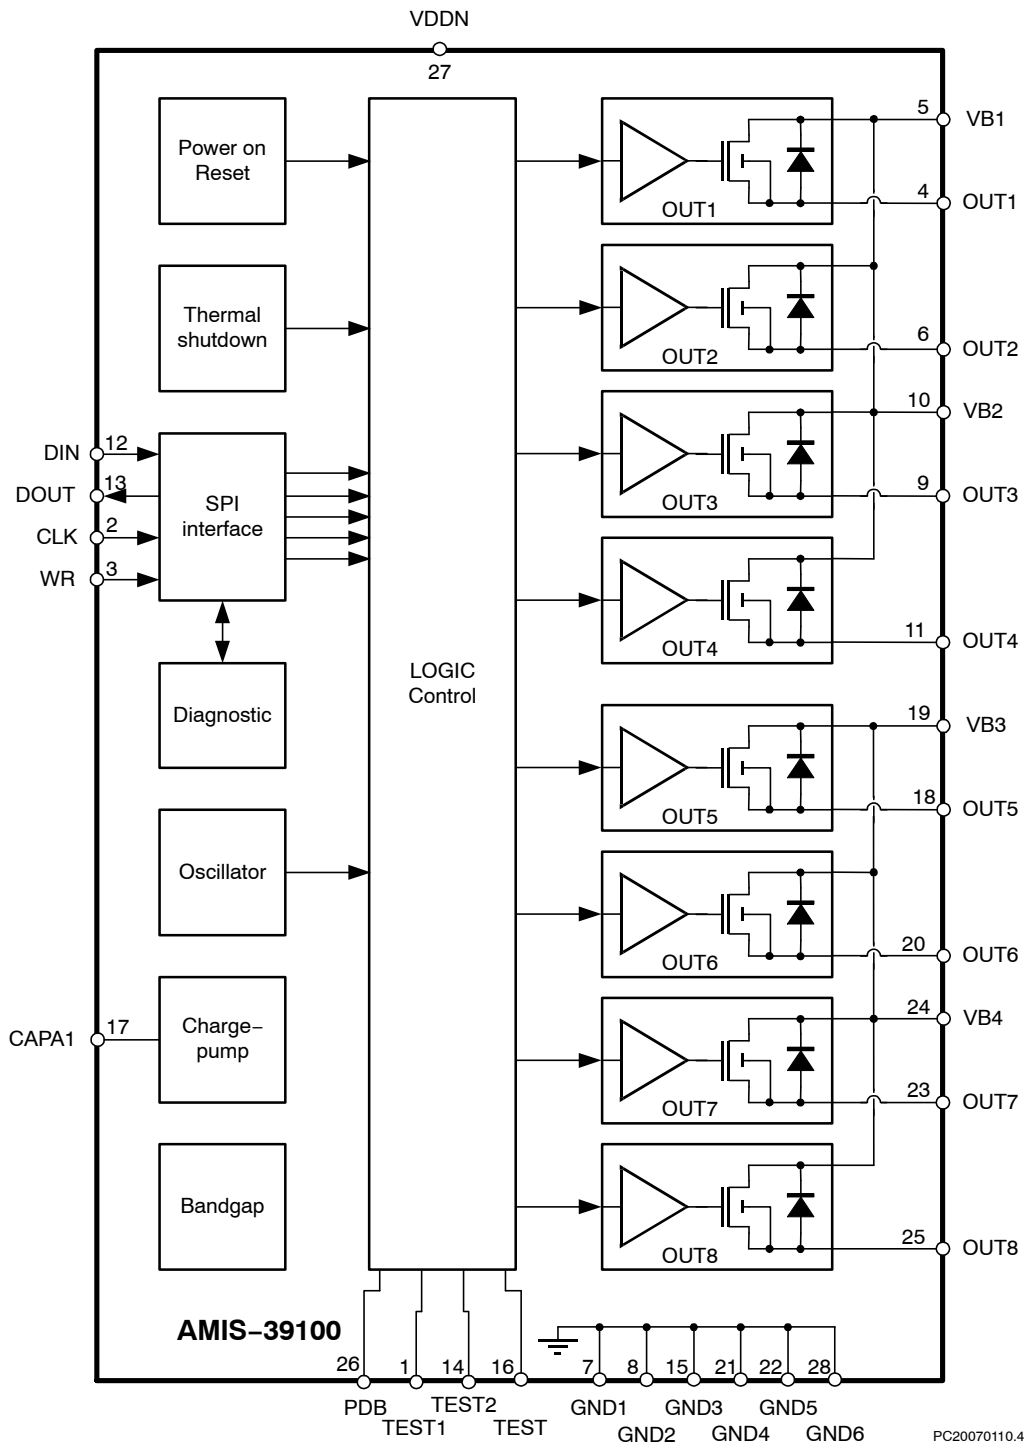 VDDN
27
Power on
Reset
Thermal
shutdown
DIN
12
DOUT
13
CLK
2
WR
3
SPI
interface
Diagnostic
Oscillator
CAPA1
17
Charge–
pump
Bandgap
LOGIC
Control
OUT1
5
VB1
4
OUT1
OUT2
6
OUT2
10
VB2
OUT3
9
OUT3
OUT4
11
OUT4
19
VB3
OUT5
18
OUT5
OUT6
20
OUT6
24
VB4
OUT7
23
OUT7
OUT8
25
OUT8
AMIS–39100
26
1
14
16
7
8
15
21
22
28
PDB
TEST1
TEST2
TEST
GND1
GND2
GND3
GND4
GND5
GND6
PC20070110.4